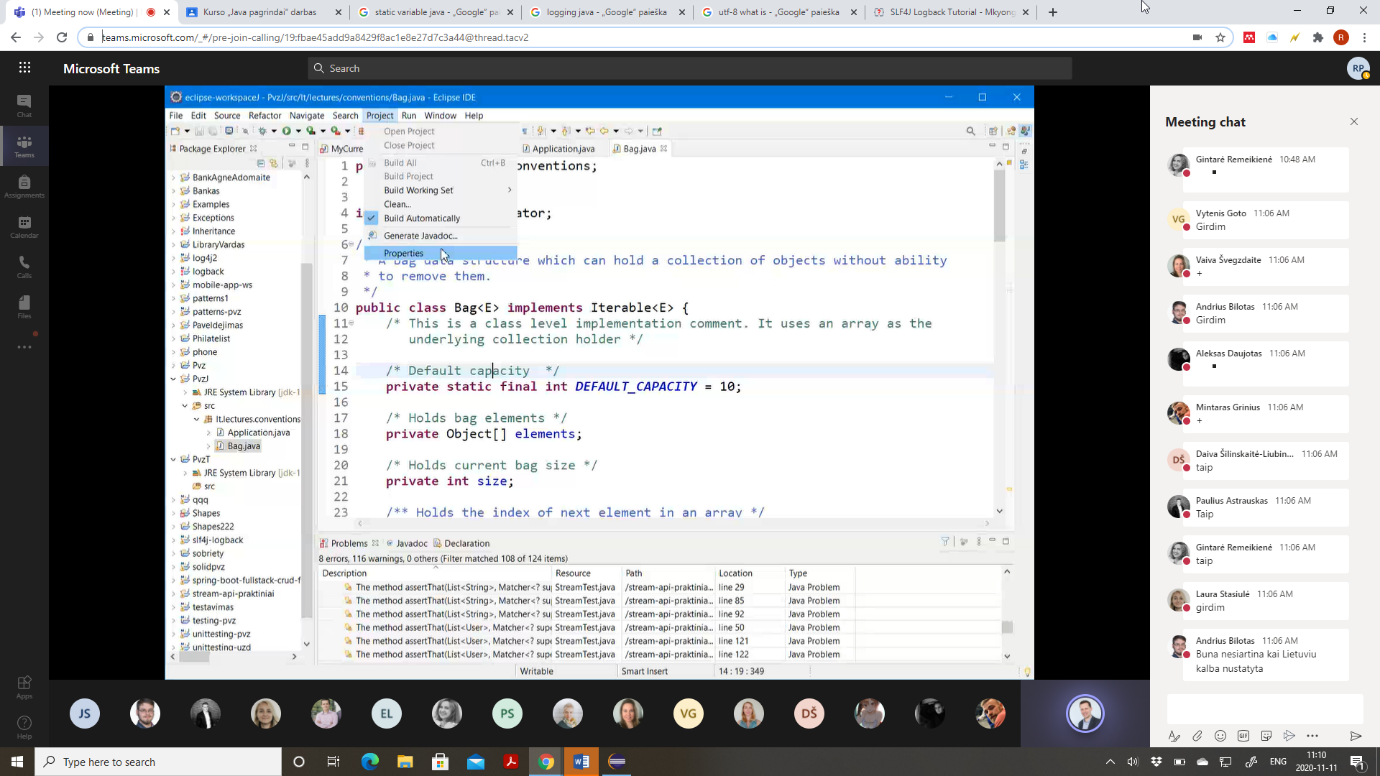 Meeting now (Meeting) |
Kurso „Java pagrindai" darbas
static variable java - „Google" pa
logging java - „Google" paieška
utf-8 what is - „Google" paieška
SLF4J Logback Tutorial - Mkyong
teams.microsoft.com/_#/pre-join-calling/19:fbae45add9a8429f8ac1e8e27d7c3a44@thread.tacv2
R
Microsoft Teams
Search
RP
Chat
Teams
Assignments
Calendar
Calls
Files
Apps
Help
eclipse-workspaceJ - PvzJ/src/lt/lectures/conventions/Bag.java - Eclipse IDE
File Edit Source Refactor Navigate Search Project Run Window Help
Open Project
Close Project
Build All Ctrl+B
Build Project
Build Working Set
Clean...
Build Automatically
Generate Javadoc...
Properties
Package Explorer
BankAgneAdomaite
Bankas
Examples
Exceptions
Inheritance
LibraryVardas
log4j2
logback
mobile-app-ws
patterns1
patterns-pvz
Paveldejimas
Philatelist
phone
Pvz
PvzJ
JRE System Library [jdk-1
src
lt.lectures.conventions
Application.java
Bag.java
PvzT
JRE System Library [jdk-1
src
qqq
Shapes
Shapes222
slf4j-logback
sobriety
solidpvz
spring-boot-fullstack-crud-f
stream-api-praktiniai
testavimas
testing-pvz
unittesting-pvz
unittesting-uzd
MyCurre
Application.java
Bag.java
1 p onventions;
2
3
4 i ator;
5
6 /
7 * A bag data structure which can hold a collection of objects without ability
8 * to remove them.
9 */
10 public class Bag<E> implements Iterable<E> {
11 /* This is a class level implementation comment. It uses an array as the
12 underlying collection holder */
13
14 /* Default capacity */
15 private static final int DEFAULT_CAPACITY = 10;
16
17 /* Holds bag elements */
18 private Object[] elements;
19
20 /* Holds current bag size */
21 private int size;
22
23 /** Holds the index of next element in an array */
Problems Javadoc Declaration
8 errors, 116 warnings, 0 others (Filter matched 108 of 124 items)
Description Resource Path Location Type
The method assertThat(List<String>, Matcher<? sup StreamTest.java /stream-api-praktinia... line 29 Java Problem
The method assertThat(List<String>, Matcher<? sup StreamTest.java /stream-api-praktinia... line 85 Java Problem
The method assertThat(List<String>, Matcher<? sup StreamTest.java /stream-api-praktinia... line 92 Java Problem
The method assertThat(List<User>, Matcher<? supe StreamTest.java /stream-api-praktinia... line 50 Java Problem
The method assertThat(List<User>, Matcher<? supe StreamTest.java /stream-api-praktinia... line 121 Java Problem
The method assertThat(List<User>, Matcher<? supe StreamTest.java /stream-api-praktinia... line 122 Java Problem
Writable Smart Insert 14 : 19 : 349
JS
EL
PS
VG
DŠ
Meeting chat
Gintarė Remeikienė 10:48 AM
VG
Vytenis Goto 11:06 AM
Girdim
Vaiva Švegzdaite 11:06 AM
+
Andrius Bilotas 11:06 AM
Girdim
Aleksas Daujotas 11:06 AM
Mintaras Grinius 11:06 AM
+
DŠ
Daiva Šilinskaitė-Liubin... 11:06 AM
taip
Paulius Astrauskas 11:06 AM
Taip
Gintarė Remeikienė 11:06 AM
taip
Laura Stasiulė 11:06 AM
girdim
Andrius Bilotas 11:06 AM
Buna nesiartina kai Lietuviu
kalba nustatyta
Type here to search
ENG
11:10
2020-11-11